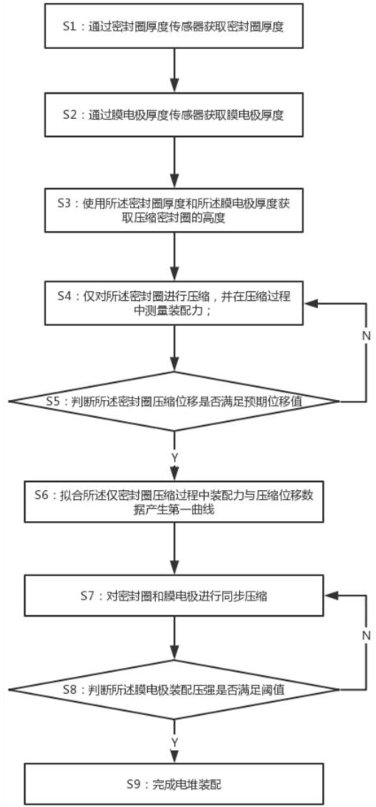 S1：通过密封圈厚度传感器获取密封圈厚度
S2：通过膜电极厚度传感器获取膜电极厚度
S3：使用所述密封圈厚度和所述膜电极厚度获
取压缩密封圈的高度
S4：仅对所述密封圈进行压缩，并在压缩过程
中测量装配力；
N
S5：判断所述密封圈压缩位移是否满足预期位移值
Y
S6：拟合所述仅密封圈压缩过程中装配力与压缩位移数
据产生第一曲线
S7：对密封圈和膜电极进行同步压缩
N
S8：判断所述膜电极装配压强是否满足阈值
Y
S9：完成电堆装配